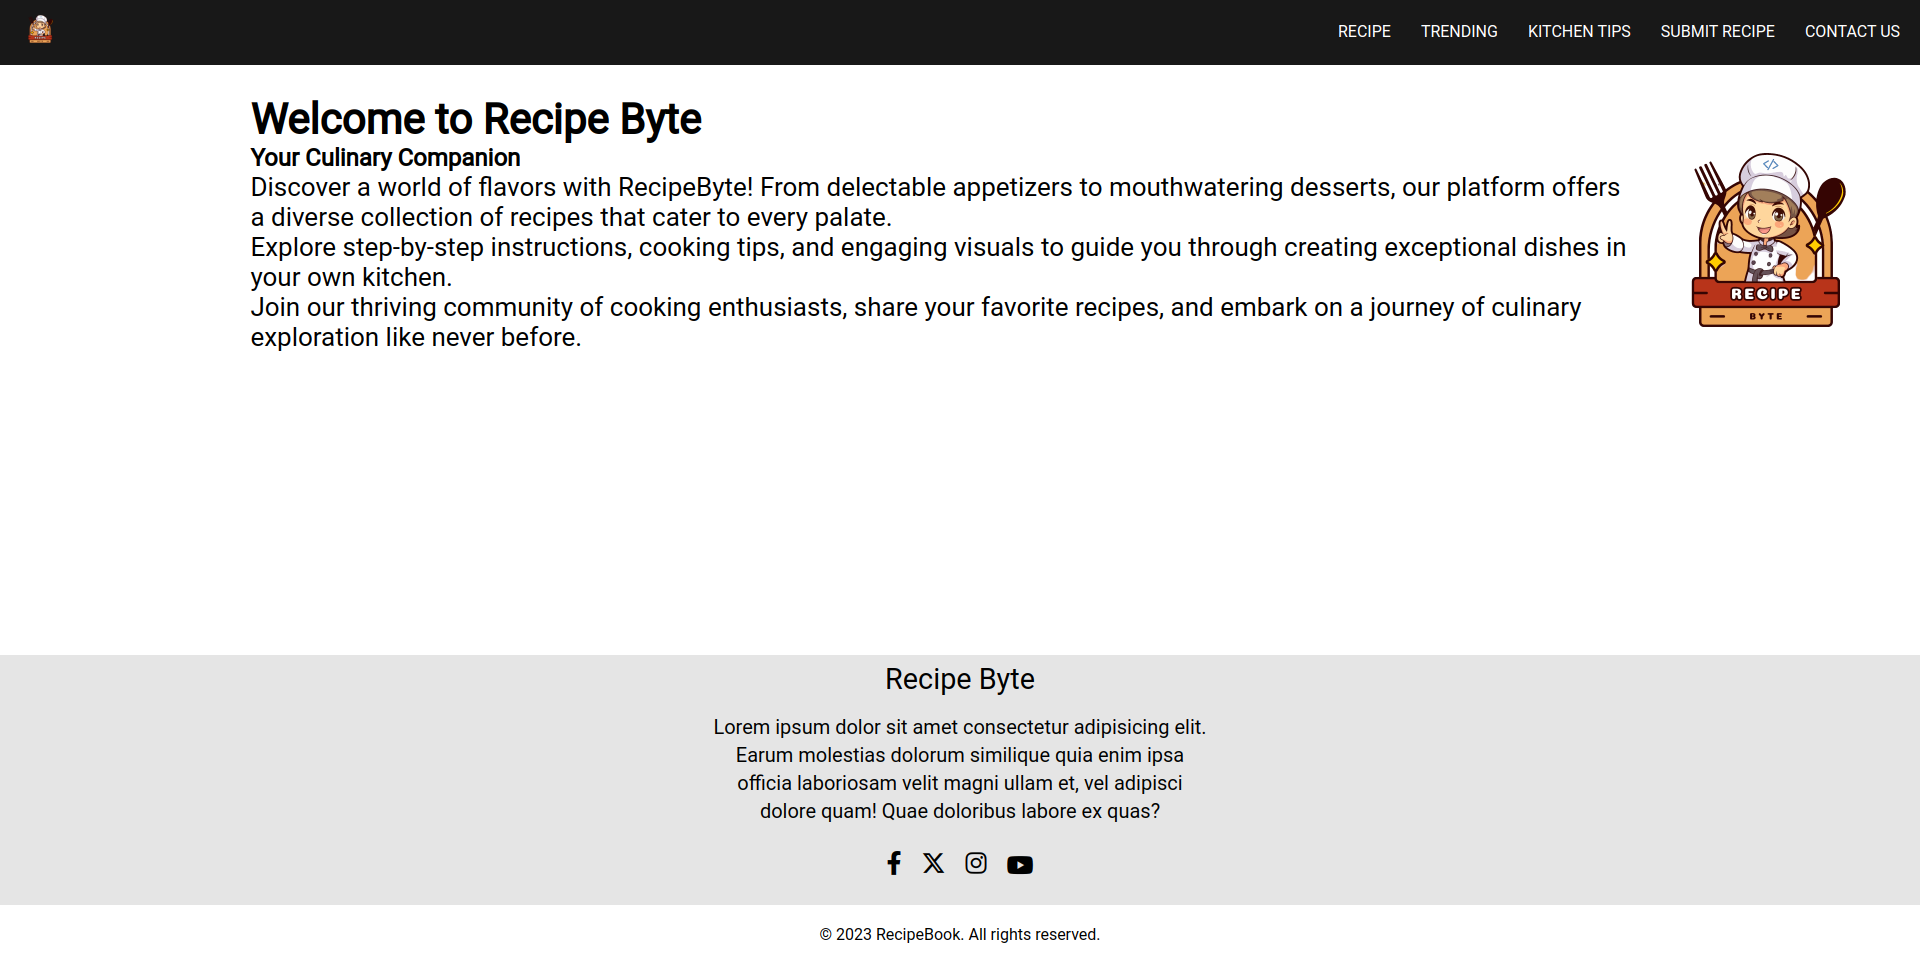 RECIPE TRENDING KITCHEN TIPS SUBMIT RECIPE CONTACT US
Welcome to Recipe Byte
Your Culinary Companion
Discover a world of flavors with RecipeByte! From delectable appetizers to mouthwatering desserts, our platform offers
a diverse collection of recipes that cater to every palate.
Explore step-by-step instructions, cooking tips, and engaging visuals to guide you through creating exceptional dishes in
your own kitchen.
Join our thriving community of cooking enthusiasts, share your favorite recipes, and embark on a journey of culinary
exploration like never before.
</>
RECIPE
BYTE
Recipe Byte
Lorem ipsum dolor sit amet consectetur adipisicing elit.
Earum molestias dolorum similique quia enim ipsa
officia laboriosam velit magni ullam et, vel adipisci
dolore quam! Quae doloribus labore ex quas?
© 2023 RecipeBook. All rights reserved.